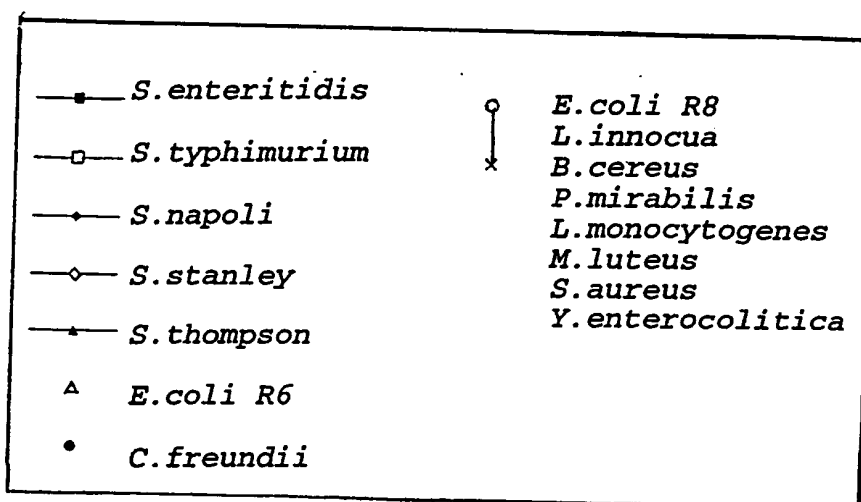 S.enteritidis
S.typhimurium
S.napoli
S.stanley
S.thompson
E.coli R6
C.freundii
E.coli R8
L.innocua
B.cereus
P.mirabilis
L.monocytogenes
M.luteus
S.aureus
Y.enterocolitica